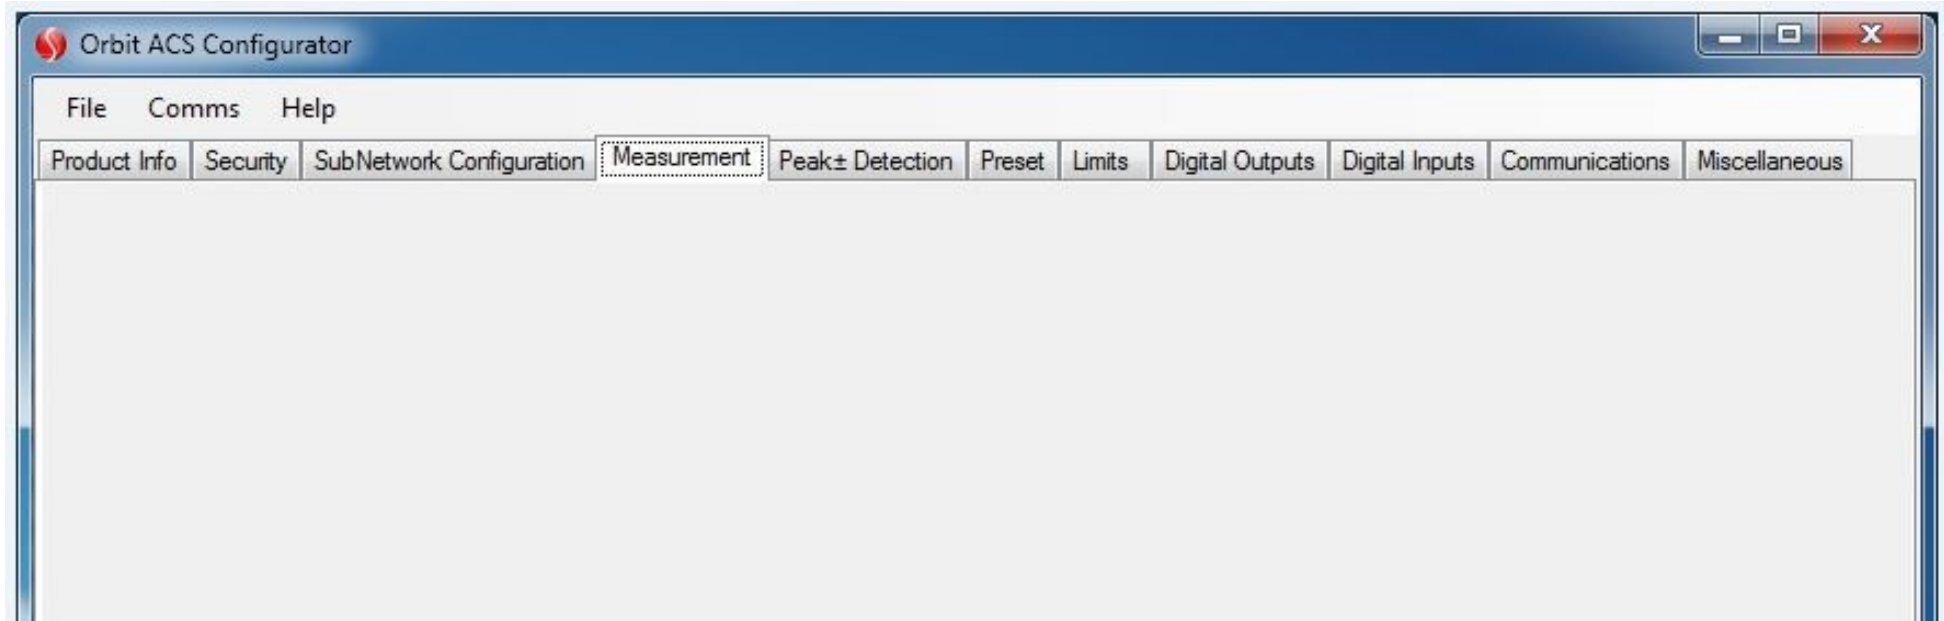 Orbit ACS Configurator
File Comms Help
Product Info Security SubNetwork Configuration Measurement Peak± Detection Preset Limits Digital Outputs Digital Inputs Communications Miscellaneous